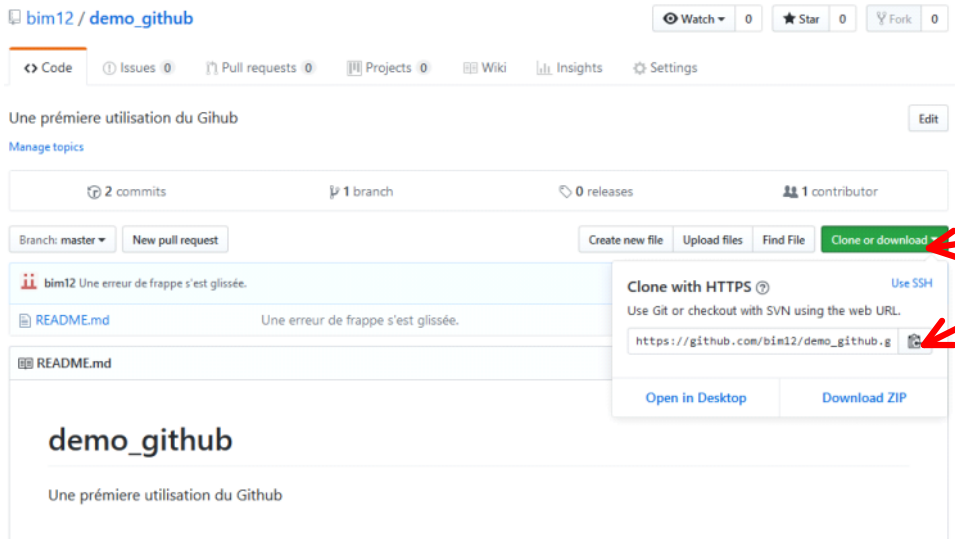 bim12 / demo_github
Watch 0 Star 0 Fork 0
Code Issues 0 Pull requests 0 Projects 0 Wiki Insights Settings
Une prémiere utilisation du Gihub
Edit
Manage topics
2 commits 1 branch 0 releases 1 contributor
Branch: master New pull request Create new file Upload files Find File Clone or download
bim12 Une erreur de frappe s'est glissée.
README.md Une erreur de frappe s'est glissée.
Clone with HTTPS ? Use SSH
Use Git or checkout with SVN using the web URL.
https://github.com/bim12/demo_github.g
Open in Desktop Download ZIP
README.md
demo_github
Une prémiere utilisation du Github